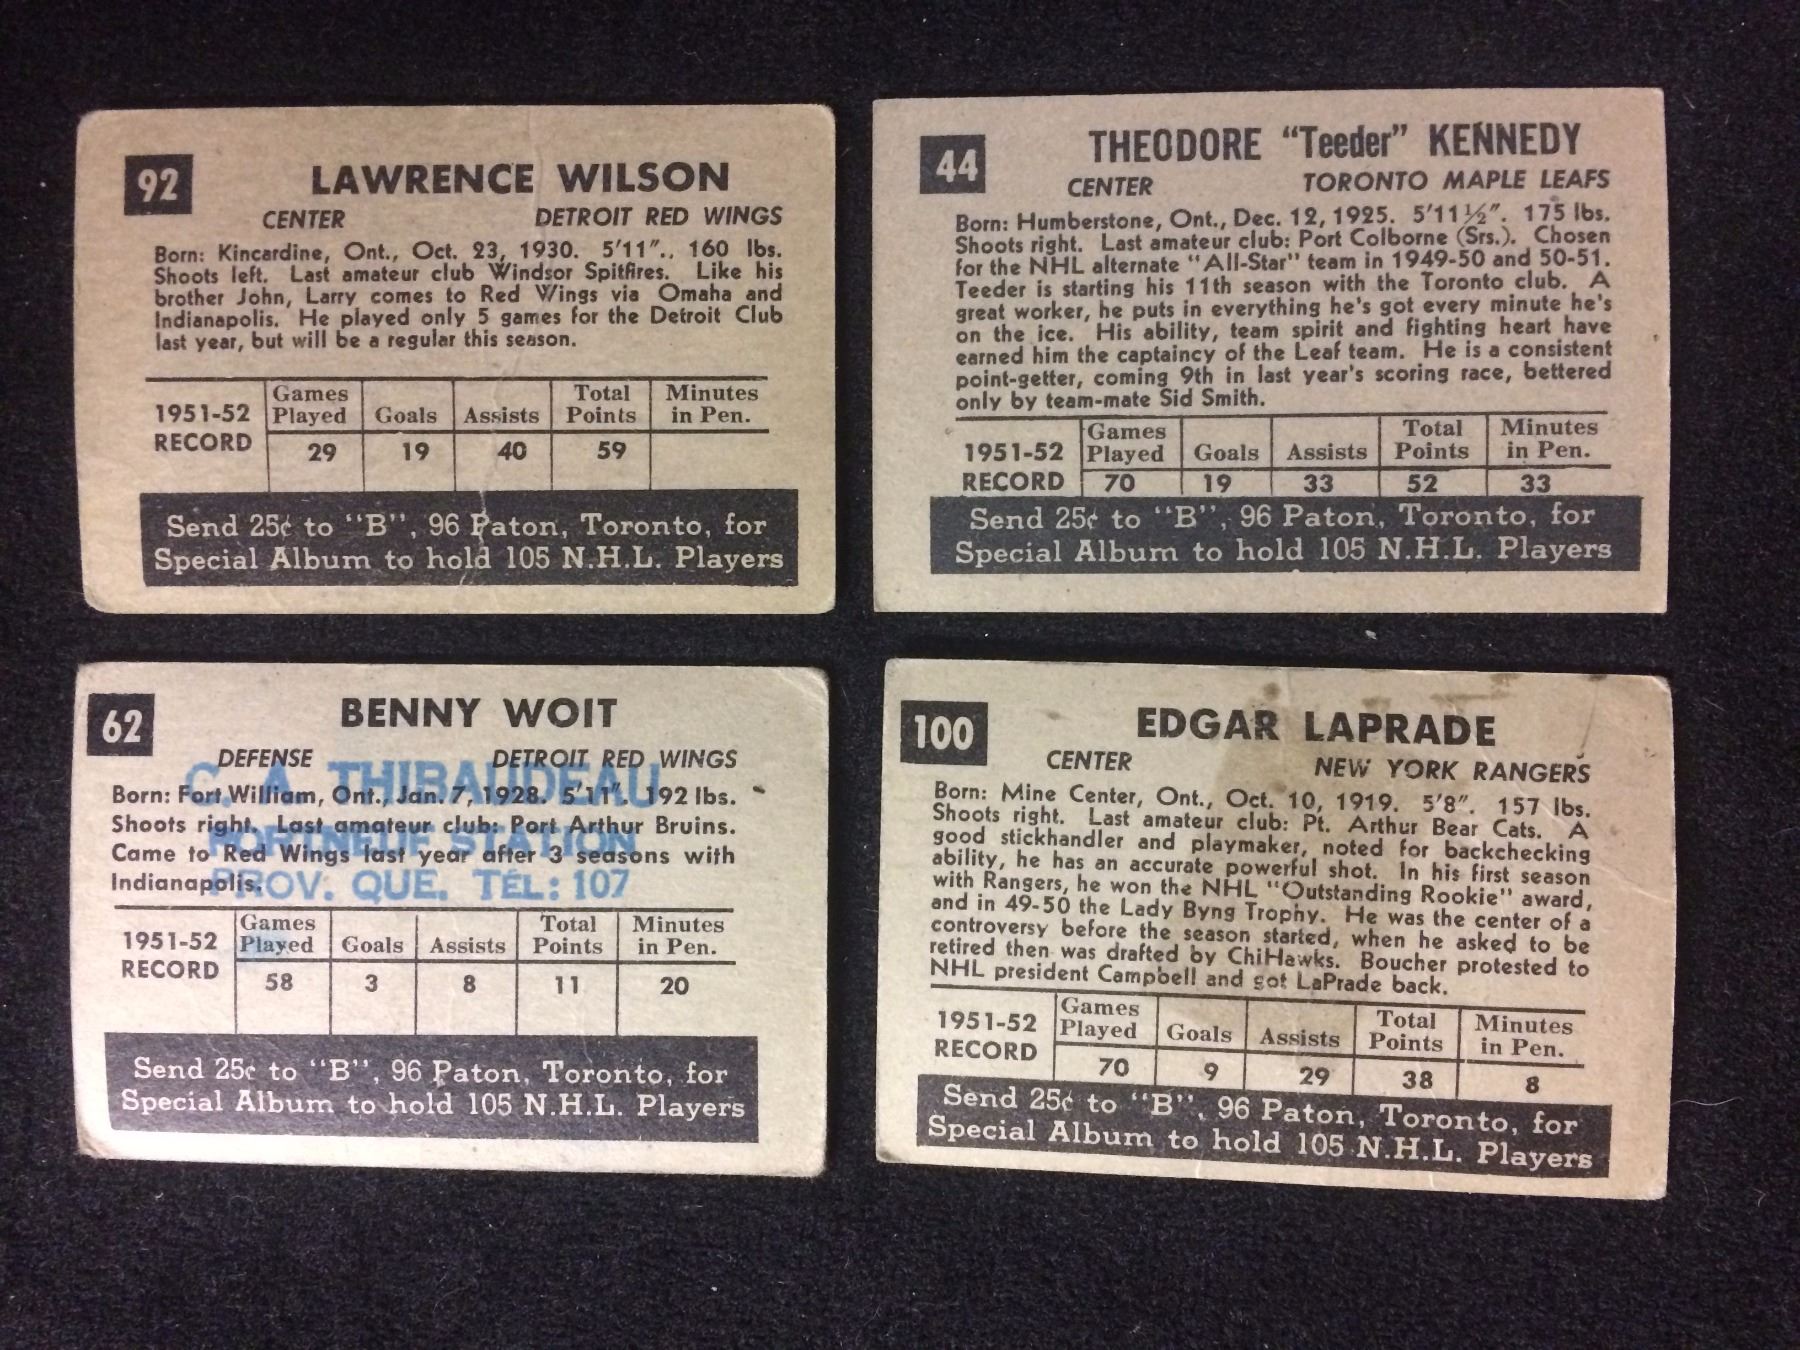 92
LAWRENCE WILSON
CENTER DETROIT RED WINGS
Born: Kincardine, Ont., Oct. 23, 1930. 5'11".. 160 lbs.
Shoots left. Last amateur club Windsor Spitfires. Like his
brother John, Larry comes to Red Wings via Omaha and
Indianapolis. He played only 5 games for the Detroit Club
last year, but will be a regular this season.
1951-52 RECORD
Games Played Goals Assists Total Points Minutes in Pen.
29 19 40 59
Send 25¢ to "B", 96 Paton, Toronto, for
Special Album to hold 105 N.H.L. Players
44
THEODORE "Teeder" KENNEDY
CENTER TORONTO MAPLE LEAFS
Born: Humberstone, Ont., Dec. 12, 1925. 5'11½". 175 lbs.
Shoots right. Last amateur club: Port Colborne (Srs.). Chosen
for the NHL alternate "All-Star" team in 1949-50 and 50-51.
Teeder is starting his 11th season with the Toronto club. A
great worker, he puts in everything he's got every minute he's
on the ice. His ability, team spirit and fighting heart have
earned him the captaincy of the Leaf team. He is a consistent
point-getter, coming 9th in last year's scoring race, bettered
only by team-mate Sid Smith.
1951-52 RECORD
Games Played Goals Assists Total Points Minutes in Pen.
70 19 33 52 33
Send 25¢ to "B", 96 Paton, Toronto, for
Special Album to hold 105 N.H.L. Players
62
BENNY WOIT
DEFENSE DETROIT RED WINGS
Born: Fort William, Ont., Jan. 7, 1928. 5'11". 192 lbs.
Shoots right. Last amateur club: Port Arthur Bruins.
Came to Red Wings last year after 3 seasons with
Indianapolis.
C. A. THIBAUDEAU
PORTNEUF STATION
PROV. QUE. TÉL: 107
1951-52 RECORD
Games Played Goals Assists Total Points Minutes in Pen.
58 3 8 11 20
Send 25¢ to "B", 96 Paton, Toronto, for
Special Album to hold 105 N.H.L. Players
100
EDGAR LAPRADE
CENTER NEW YORK RANGERS
Born: Mine Center, Ont., Oct. 10, 1919. 5'8". 157 lbs.
Shoots right. Last amateur club: Pt. Arthur Bear Cats. A
good stickhandler and playmaker, noted for backchecking
ability, he has an accurate powerful shot. In his first season
with Rangers, he won the NHL "Outstanding Rookie" award,
and in 49-50 the Lady Byng Trophy. He was the center of a
controversy before the season started, when he asked to be
retired then was drafted by ChiHawks. Boucher protested to
NHL president Campbell and got LaPrade back.
1951-52 RECORD
Games Played Goals Assists Total Points Minutes in Pen.
70 9 29 38 8
Send 25¢ to "B", 96 Paton, Toronto, for
Special Album to hold 105 N.H.L. Players